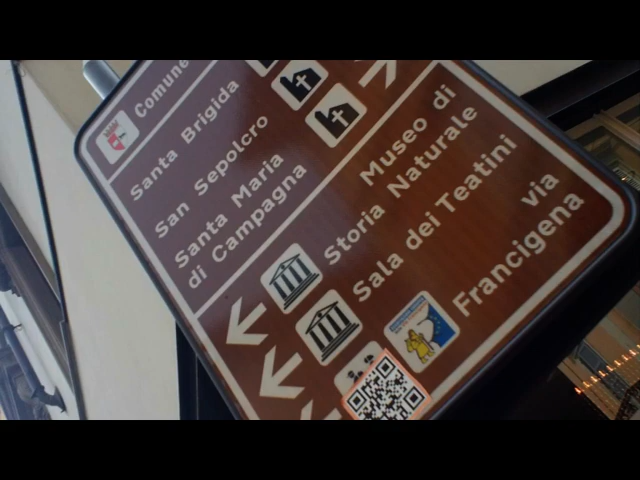 Comune
Santa Brigida
San Sepolcro
Santa Maria
di Campagna
Museo di
Storia Naturale
Sala dei Teatini
via
Francigena